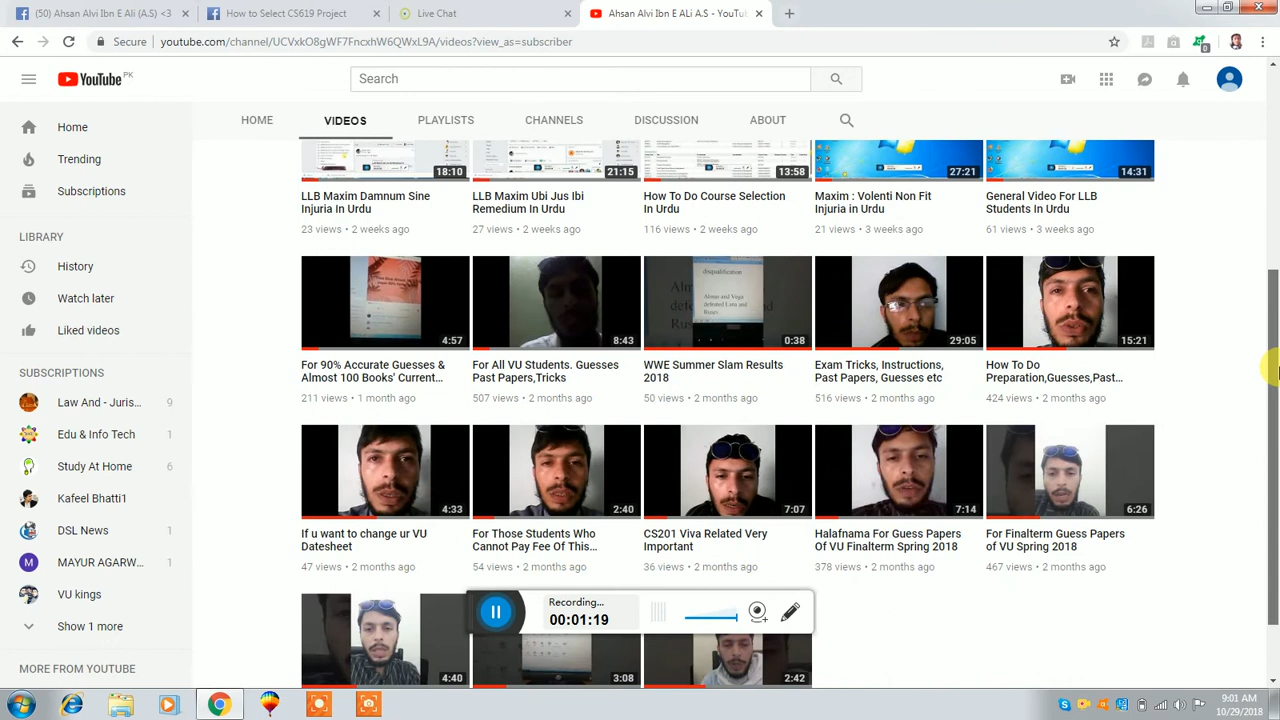 (50) Ahsan Alvi Ibn E Ali (A.S) <3
How to Select CS619 Project
Live Chat
Ahsan Alvi Ibn E ALi A.S - YouTu
Secure youtube.com/channel/UCVxkO8gWF7FncxhW6QWxL9A/videos?view_as=subscriber
0
YouTube PK
Search
HOME VIDEOS PLAYLISTS CHANNELS DISCUSSION ABOUT
Home
Trending
Subscriptions
LIBRARY
History
Watch later
Liked videos
SUBSCRIPTIONS
Law And - Juris... 9
Edu & Info Tech 1
Study At Home 6
Kafeel Bhatti1
DSL News 1
M MAYUR AGARW... 1
VU kings
Show 1 more
MORE FROM YOUTUBE
18:10 21:15 13:58 27:21 14:31
LLB Maxim Damnum Sine
Injuria In Urdu
23 views • 2 weeks ago
LLB Maxim Ubi Jus Ibi
Remedium In Urdu
27 views • 2 weeks ago
How To Do Course Selection
In Urdu
116 views • 2 weeks ago
Maxim : Volenti Non Fit
Injuria in Urdu
21 views • 3 weeks ago
General Video For LLB
Students In Urdu
61 views • 3 weeks ago
disqualification
4:57 8:43 0:38 29:05 15:21
For 90% Accurate Guesses &
Almost 100 Books' Current...
211 views • 1 month ago
For All VU Students. Guesses
Past Papers,Tricks
507 views • 2 months ago
WWE Summer Slam Results
2018
50 views • 2 months ago
Exam Tricks, Instructions,
Past Papers, Guesses etc
516 views • 2 months ago
How To Do
Preparation,Guesses,Past...
424 views • 2 months ago
4:33 2:40 7:07 7:14 6:26
If u want to change ur VU
Datesheet
47 views • 2 months ago
For Those Students Who
Cannot Pay Fee Of This...
54 views • 2 months ago
CS201 Viva Related Very
Important
36 views • 2 months ago
Halafnama For Guess Papers
Of VU Finalterm Spring 2018
378 views • 2 months ago
For Finalterm Guess Papers
of VU Spring 2018
467 views • 2 months ago
Recording...
00:01:19
4:40 3:08 2:42
9:01 AM
10/29/2018